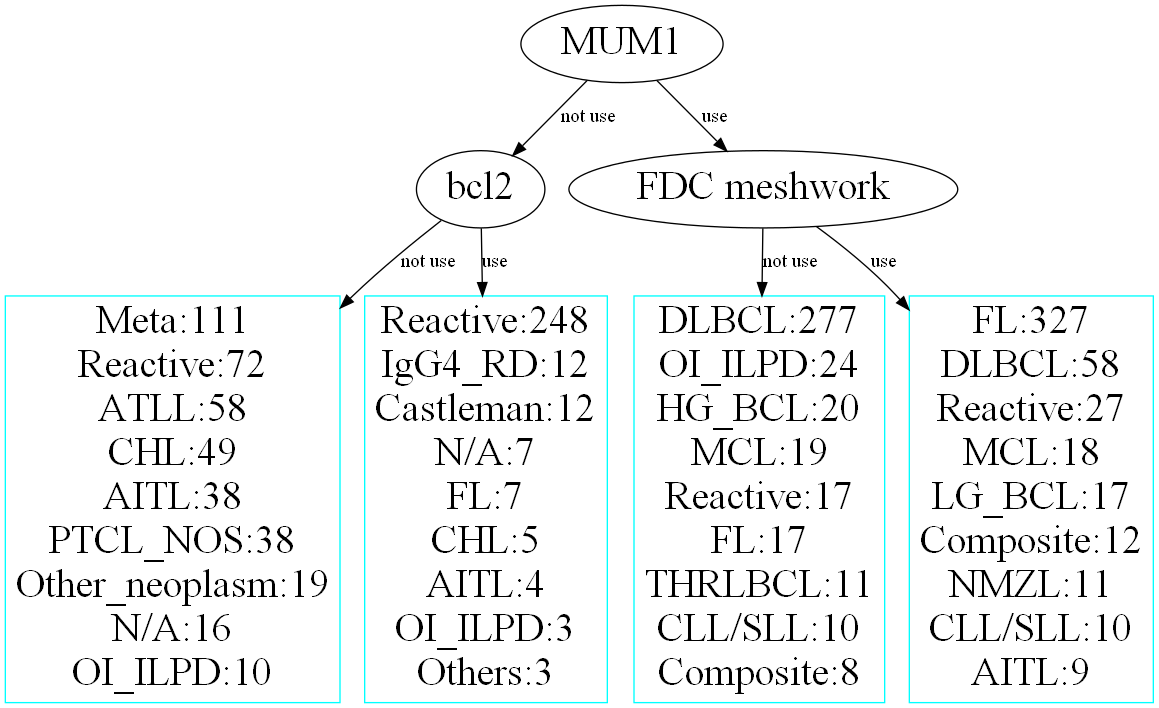 MUM1
not use
use
bcl2
FDC meshwork
not use
use
not use
use
Meta:111
Reactive:72
ATLL:58
CHL:49
AITL:38
PTCL_NOS:38
Other_neoplasm:19
N/A:16
OI_ILPD:10
Reactive:248
IgG4_RD:12
Castleman:12
N/A:7
FL:7
CHL:5
AITL:4
OI_ILPD:3
Others:3
DLBCL:277
OI_ILPD:24
HG_BCL:20
MCL:19
Reactive:17
FL:17
THRLBCL:11
CLL/SLL:10
Composite:8
FL:327
DLBCL:58
Reactive:27
MCL:18
LG_BCL:17
Composite:12
NMZL:11
CLL/SLL:10
AITL:9